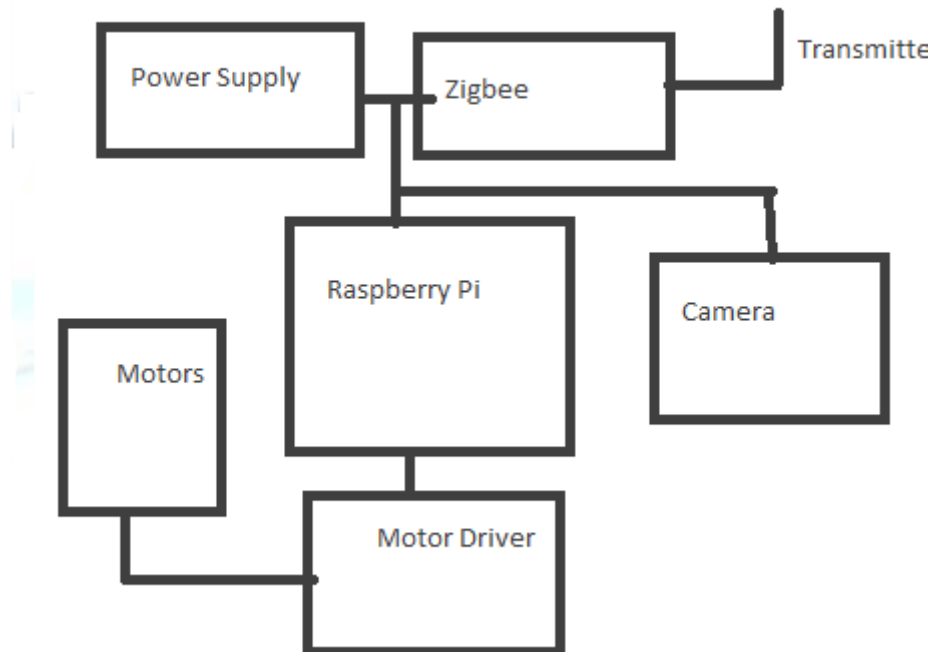 Transmitte
Power Supply
Zigbee
Raspberry Pi
Camera
Motors
Motor Driver